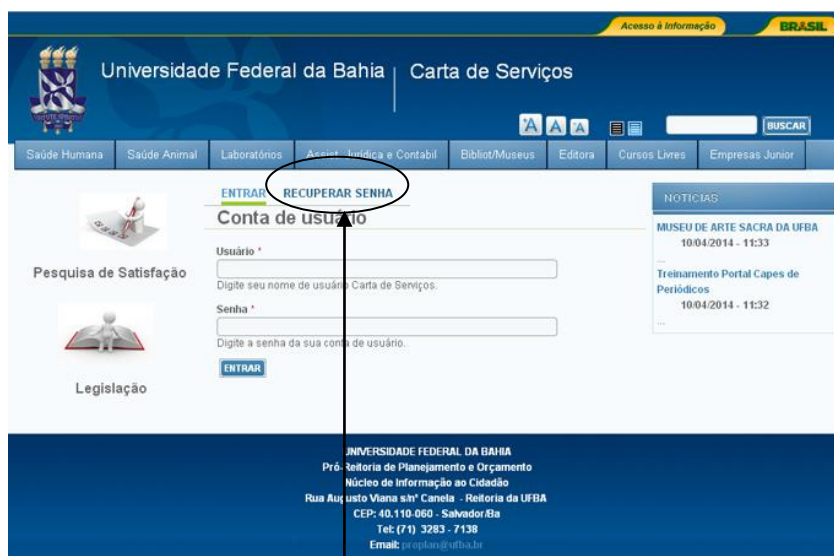 Acesso à Informação
BRASIL
Universidade Federal da Bahia
Carta de Serviços
A A A
BUSCAR
Saúde Humana
Saúde Animal
Laboratórios
Assist. Jurídica e Contabil
Bibliot/Museus
Editora
Cursos Livres
Empresas Junior
ENTRAR
RECUPERAR SENHA
Conta de usuário
Usuário *
Digite seu nome de usuário Carta de Serviços.
Senha *
Digite a senha da sua conta de usuário.
ENTRAR
Pesquisa de Satisfação
Legislação
NOTICIAS
MUSEU DE ARTE SACRA DA UFBA
10/04/2014 - 11:33
...
Treinamento Portal Capes de
Periódicos
10/04/2014 - 11:32
...
UNIVERSIDADE FEDERAL DA BAHIA
Pró-Reitoria de Planejamento e Orçamento
Núcleo de Informação ao Cidadão
Rua Augusto Viana s/nº Canela - Reitoria da UFBA
CEP: 40.110-060 - Salvador/Ba
Tel: (71) 3283 - 7138
Email: proplan@ufba.br